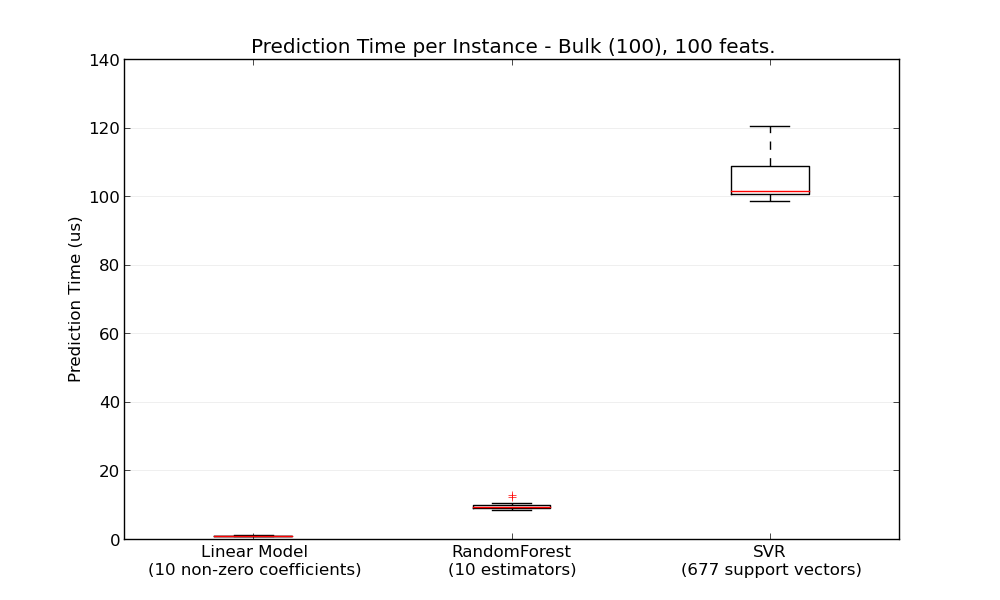 Prediction Time per Instance - Bulk (100), 100 feats.
140
120
100
80
60
40
20
0
Prediction Time (us)
Linear Model
(10 non-zero coefficients)
RandomForest
(10 estimators)
SVR
(677 support vectors)